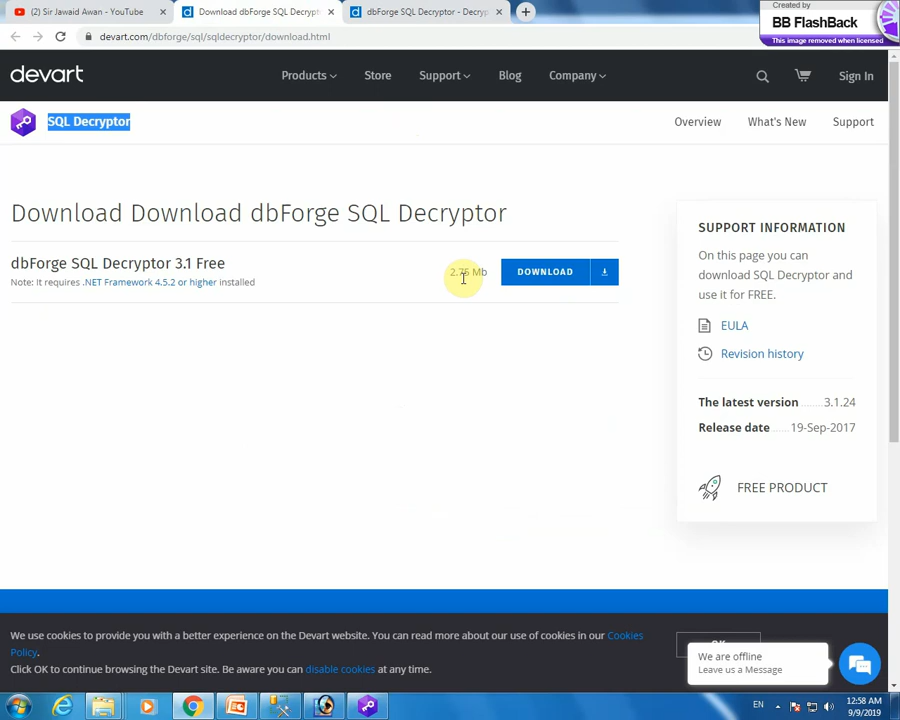 (2) Sir Jawaid Awan - YouTube
Download dbForge SQL Decrypt
dbForge SQL Decryptor - Decryp
Created by
BB FlashBack
This image removed when licensed
devart.com/dbforge/sql/sqldecryptor/download.html
devart
Products
Store
Support
Blog
Company
Sign In
SQL Decryptor
Overview
What's New
Support
Download Download dbForge SQL Decryptor
dbForge SQL Decryptor 3.1 Free
Note: It requires .NET Framework 4.5.2 or higher installed
2.75 Mb
DOWNLOAD
SUPPORT INFORMATION
On this page you can
download SQL Decryptor and
use it for FREE.
EULA
Revision history
The latest version 3.1.24
Release date 19-Sep-2017
FREE PRODUCT
We use cookies to provide you with a better experience on the Devart website. You can read more about our use of cookies in our Cookies
Policy.
Click OK to continue browsing the Devart site. Be aware you can disable cookies at any time.
We are offline
Leave us a Message
EN
12:58 AM
9/9/2019